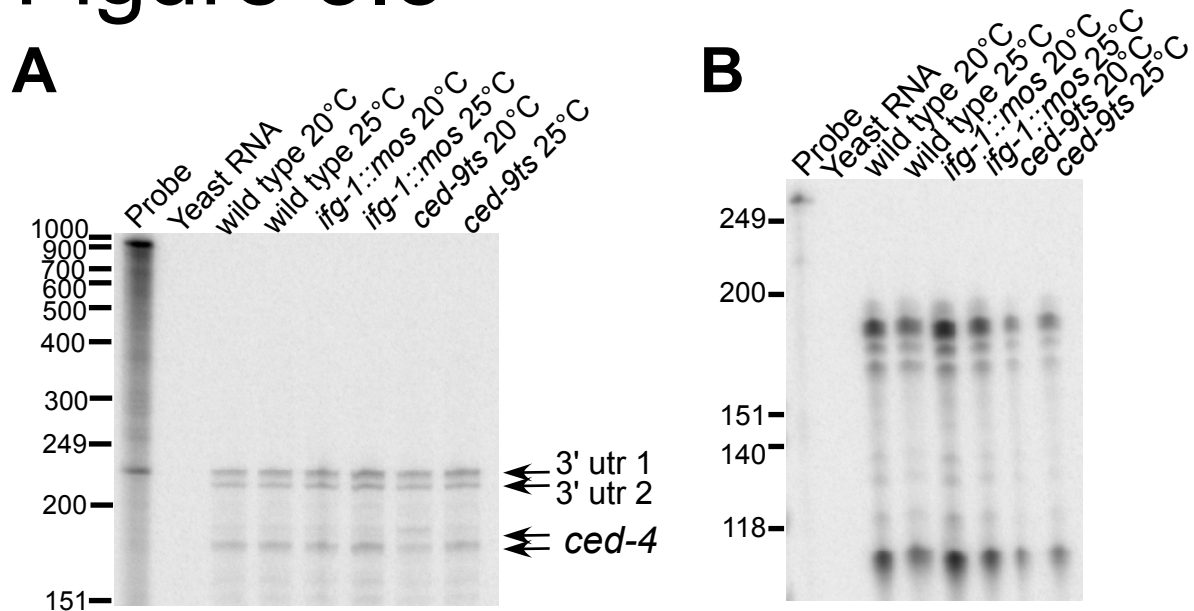 A
Probe
Yeast RNA
wild type 20°C
wild type 25°C
ifg-1::mos 20°C
ifg-1::mos 25°C
ced-9ts 20°C
ced-9ts 25°C
1000
900
700
600
500
400
300
249
200
151
3' utr 1
3' utr 2
ced-4
B
Probe
Yeast RNA
wild type 20°C
wild type 25°C
ifg-1::mos 20°C
ifg-1::mos 25°C
ced-9ts 20°C
ced-9ts 25°C
249
200
151
140
118